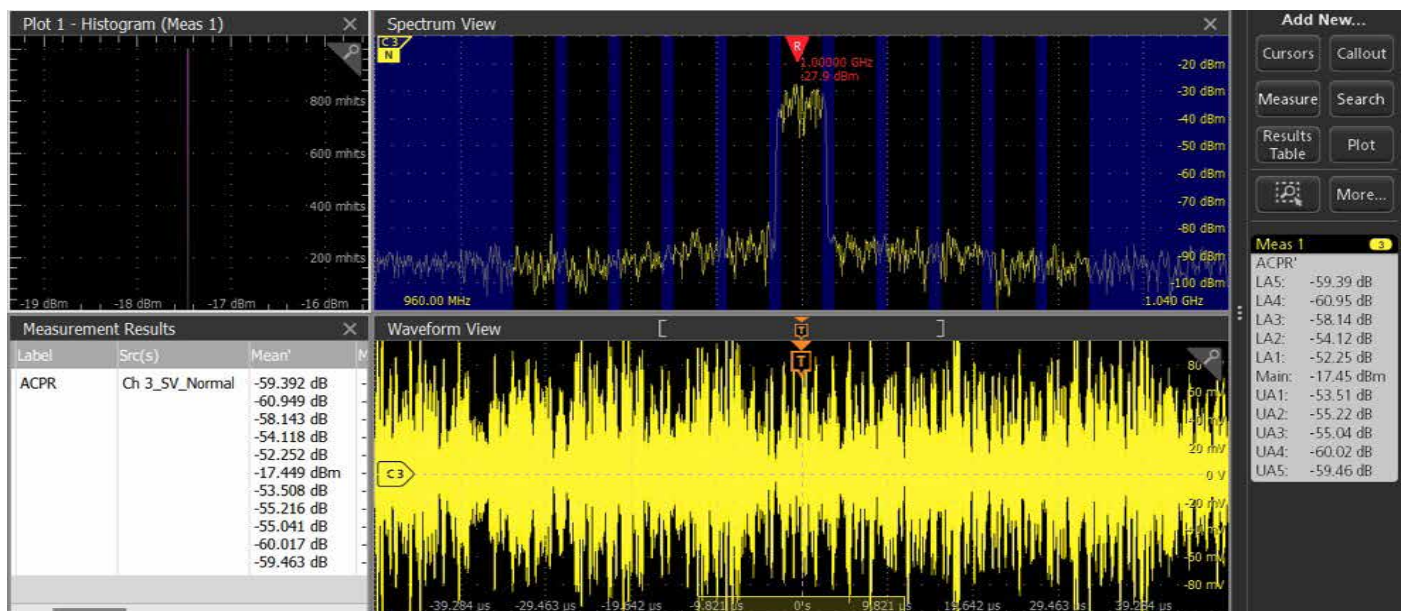 Plot 1 - Histogram (Meas 1)
800 mhits
600 mhits
400 mhits
200 mhits
-19 dBm
-18 dBm
-17 dBm
-16 dBm
Spectrum View
C 3
N
R
1.00000 GHz
-27.9 dBm
-20 dBm
-30 dBm
-40 dBm
-50 dBm
-60 dBm
-70 dBm
-80 dBm
-90 dBm
-100 dBm
960.00 MHz
1.040 GHz
Measurement Results
Label Src(s) Mean' M
ACPR Ch 3_SV_Normal -59.392 dB
-60.949 dB
-58.143 dB
-54.118 dB
-52.252 dB
-17.449 dBm
-53.508 dB
-55.216 dB
-55.041 dB
-60.017 dB
-59.463 dB
Waveform View
T
T
C 3
20 mV
0 V
-20 mV
-80 mV
-39.284 µs
-29.463 µs
-19.642 µs
-9.821 µs
0 s
9.821 µs
19.642 µs
29.463 µs
39.284 µs
Add New...
Cursors Callout
Measure Search
Results Table Plot
More...
Meas 1 3
ACPR'
LA5: -59.39 dB
LA4: -60.95 dB
LA3: -58.14 dB
LA2: -54.12 dB
LA1: -52.25 dB
Main: -17.45 dBm
UA1: -53.51 dB
UA2: -55.22 dB
UA3: -55.04 dB
UA4: -60.02 dB
UA5: -59.46 dB